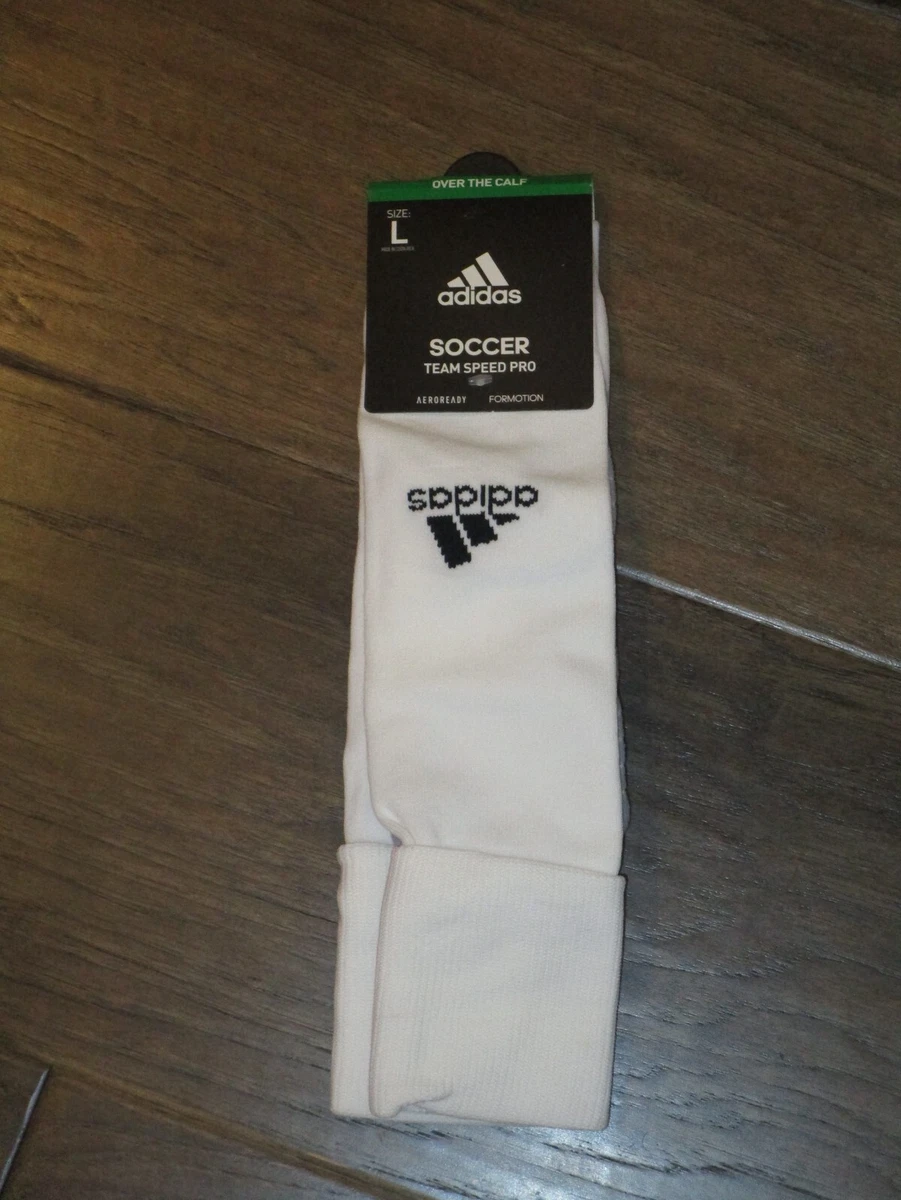 OVER THE CALF
SIZE:
L
adidas
SOCCER
TEAM SPEED PRO
AEROREADY FORMOTION
adidas